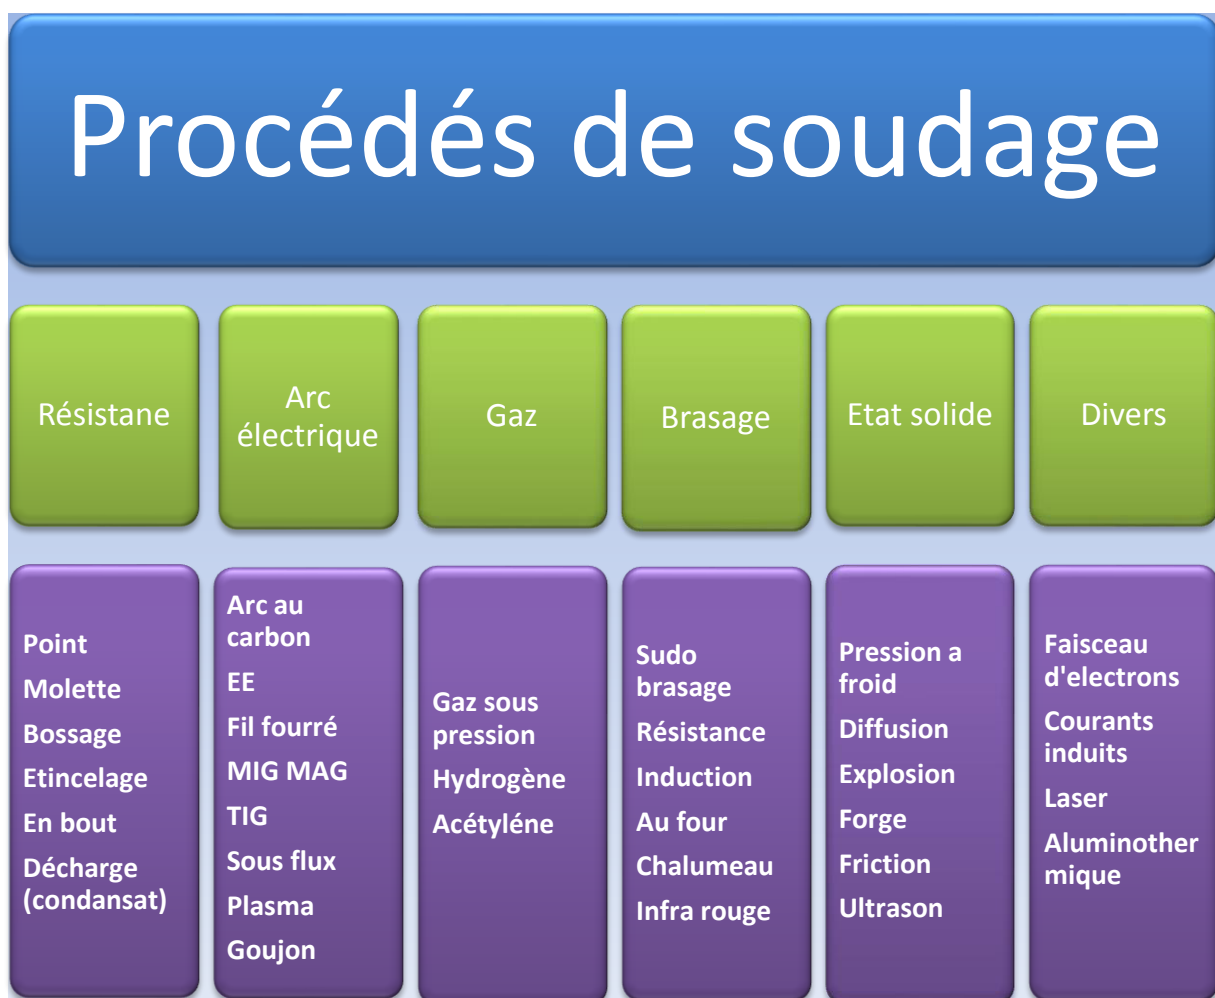 Procédés de soudage
Résistane
Arc
électrique
Gaz
Brasage
Etat solide
Divers
Point
Molette
Bossage
Etincelage
En bout
Décharge
(condansat)
Arc au
carbon
EE
Fil fourré
MIG MAG
TIG
Sous flux
Plasma
Goujon
Gaz sous
pression
Hydrogène
Acétyléne
Sudo
brasage
Résistance
Induction
Au four
Chalumeau
Infra rouge
Pression a
froid
Diffusion
Explosion
Forge
Friction
Ultrason
Faisceau
d'electrons
Courants
induits
Laser
Aluminother
mique